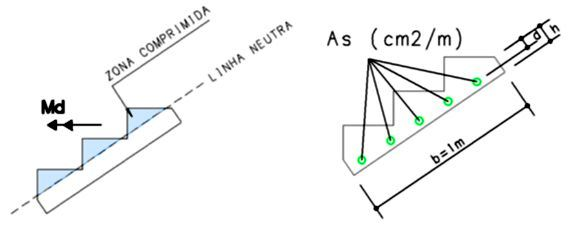 ZONA COMPRIMIDA
LINHA NEUTRA
Md
As (cm2/m)
d
h
b=1m